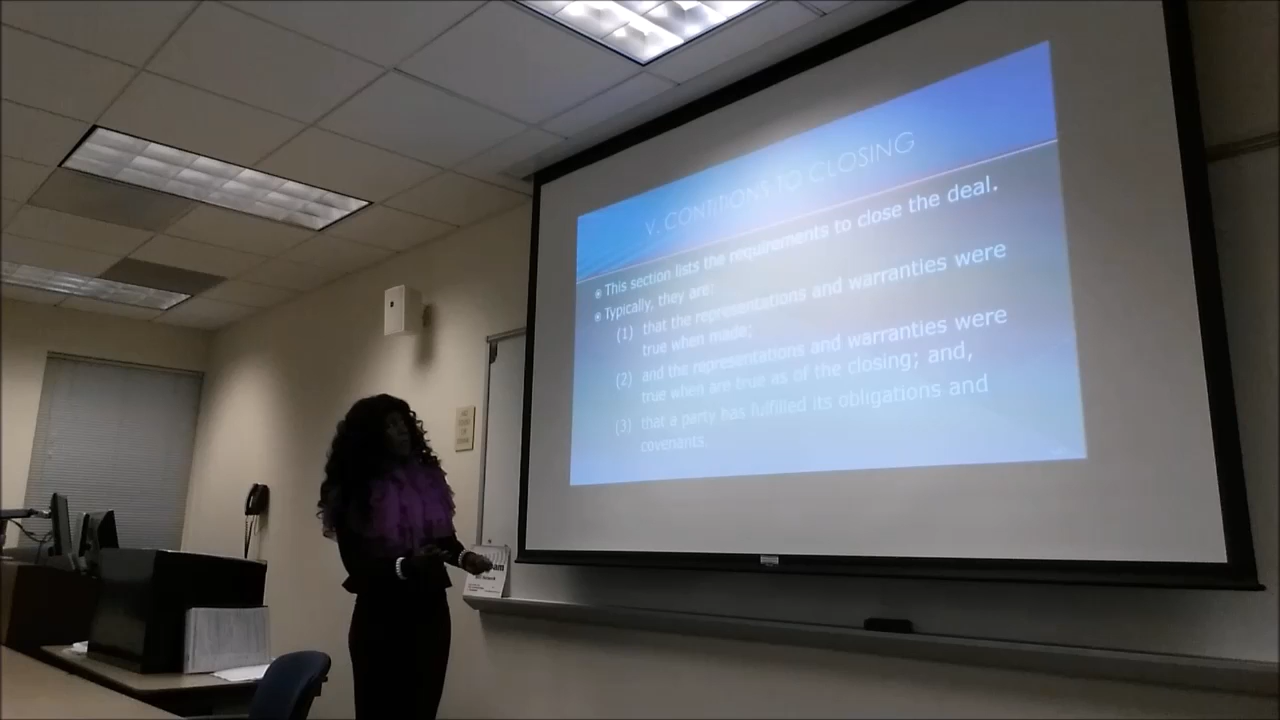 V. CONDITIONS TO CLOSING
This section lists the requirements to close the deal.
Typically, they are:
(1) that the representations and warranties were
true when made;
(2) and the representations and warranties were
true when are true as of the closing; and,
(3) that a party has fulfilled its obligations and
covenants.